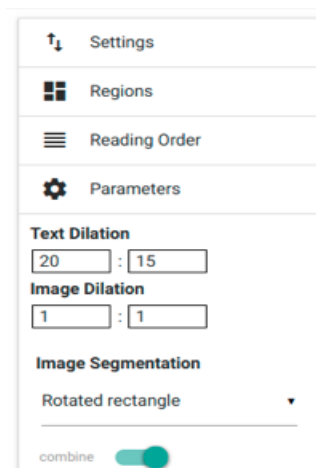 Settings
Regions
Reading Order
Parameters
Text Dilation
20 : 15
Image Dilation
1 : 1
Image Segmentation
Rotated rectangle
combine